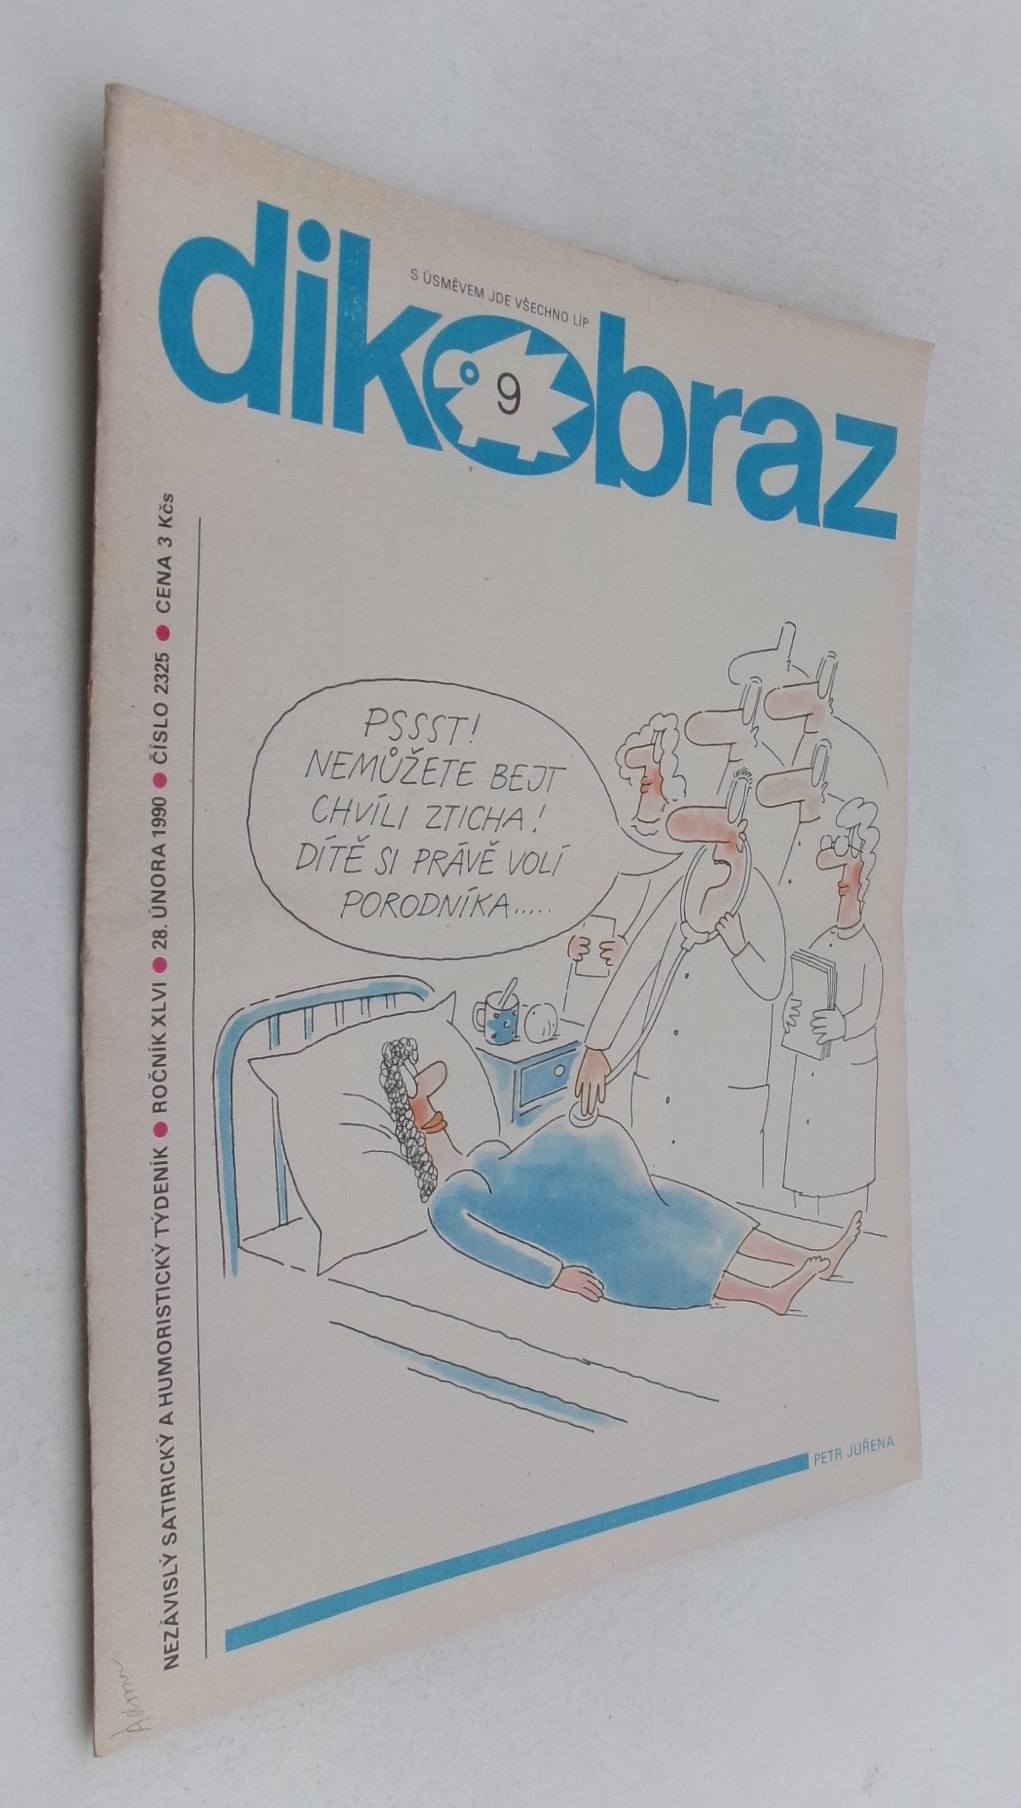 S ÚSMĚVEM JDE VŠECHNO LÍP
dikobraz
9
NEZÁVISLÝ SATIRICKÝ A HUMORISTICKÝ TÝDENÍK ● ROČNÍK XLVI ● 28. ÚNORA 1990 ● ČÍSLO 2325 ● CENA 3 Kčs
PSSST!
NEMŮŽETE BEJT
CHVÍLI ZTICHA!
DÍTĚ SI PRÁVĚ VOLÍ
PORODNÍKA.....
PETR JUŘENA